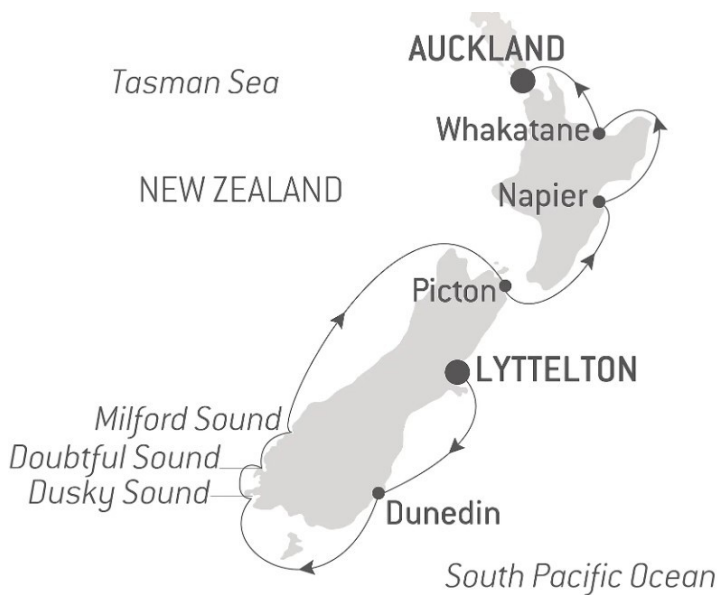 AUCKLAND
Tasman Sea
Whakatane
NEW ZEALAND
Napier
Picton
LYTTELTON
Milford Sound
Doubtful Sound
Dusky Sound
Dunedin
South Pacific Ocean